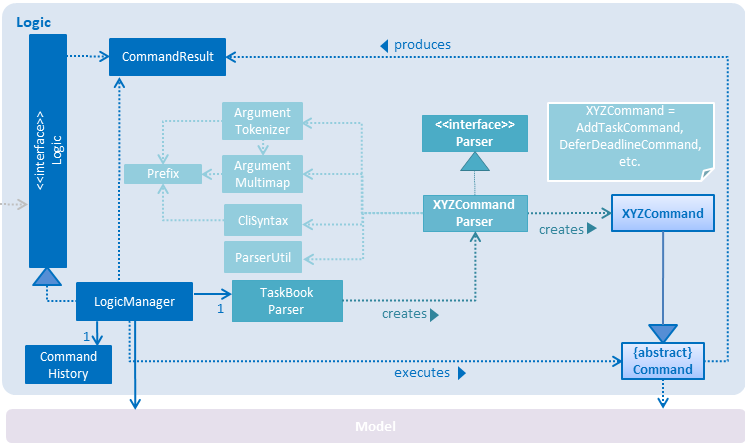 Logic
produces
CommandResult
<<interface>>
Logic
Argument
Tokenizer
<<interface>>
Parser
XYZCommand =
AddTaskCommand,
DeferDeadlineCommand,
etc.
Prefix
Argument
Multimap
CliSyntax
XYZCommand
Parser
creates
XYZCommand
ParserUtil
LogicManager
1
TaskBook
Parser
creates
1
Command
History
executes
{abstract}
Command
Model